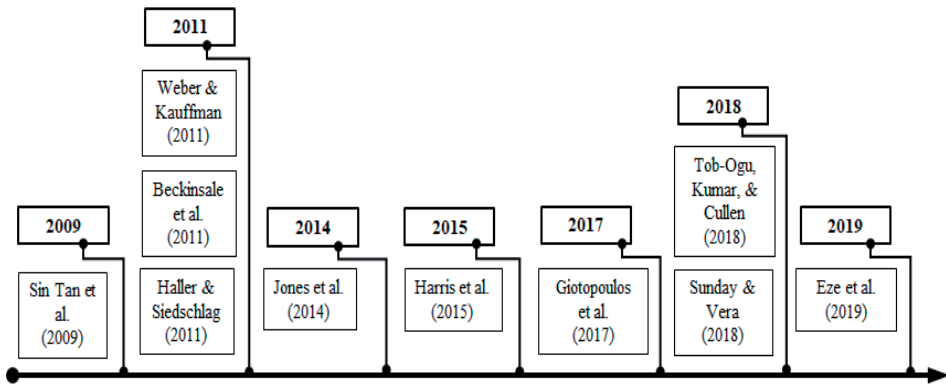 2009
Sin Tan et
al.
(2009)
2011
Weber &
Kauffman
(2011)
Beckinsale
et al.
(2011)
Haller &
Siedschlag
(2011)
2014
Jones et al.
(2014)
2015
Harris et al.
(2015)
2017
Giotopoulos
et al.
(2017)
2018
Tob-Ogu,
Kumar, &
Cullen
(2018)
Sunday &
Vera
(2018)
2019
Eze et al.
(2019)